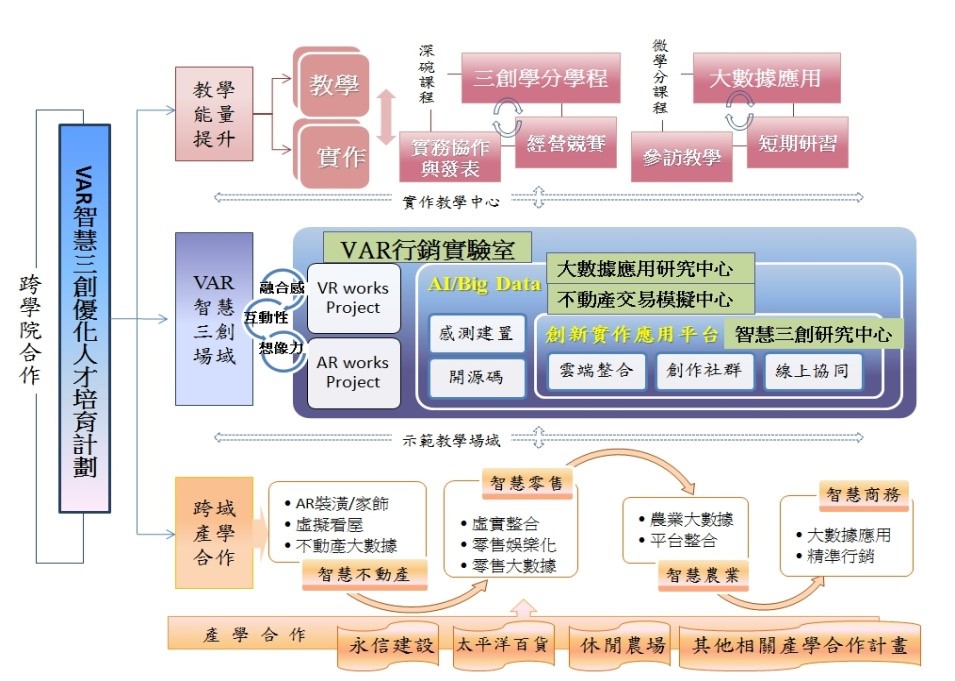 跨學院合作
VAR智慧三創優化人才培育計劃
教學
能量
提升
教學
實作
深碗課程
三創學分學程
實務協作
與發表
經營競賽
微學分課程
大數據應用
參訪教學
短期研習
實作教學中心
VAR
智慧
三創
場域
融合感
互動性
想像力
VAR行銷實驗室
VR works
Project
AR works
Project
AI/Big Data
大數據應用研究中心
不動產交易模擬中心
感測建置
開源碼
創新實作應用平台
智慧三創研究中心
雲端整合
創作社群
線上協同
示範教學場域
跨域
產學
合作
• AR裝潢/家飾
• 虛擬看屋
• 不動產大數據
智慧不動產
智慧零售
• 虛實整合
• 零售娛樂化
• 零售大數據
• 農業大數據
• 平台整合
智慧農業
智慧商務
• 大數據應用
• 精準行銷
產學合作
永信建設
太平洋百貨
休閒農場
其他相關產學合作計畫